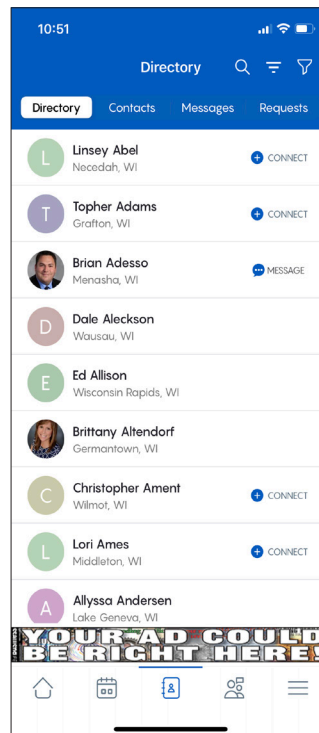 10:51
Directory
Directory Contacts Messages Requests
L
Linsey Abel
Necedah, WI
CONNECT
T
Topher Adams
Grafton, WI
CONNECT
Brian Adesso
Menasha, WI
MESSAGE
D
Dale Aleckson
Wausau, WI
E
Ed Allison
Wisconsin Rapids, WI
Brittany Altendorf
Germantown, WI
C
Christopher Ament
Wilmot, WI
CONNECT
L
Lori Ames
Middleton, WI
CONNECT
A
Allyssa Andersen
Lake Geneva, WI
YOUR AD COULD
BE RIGHT HERE!